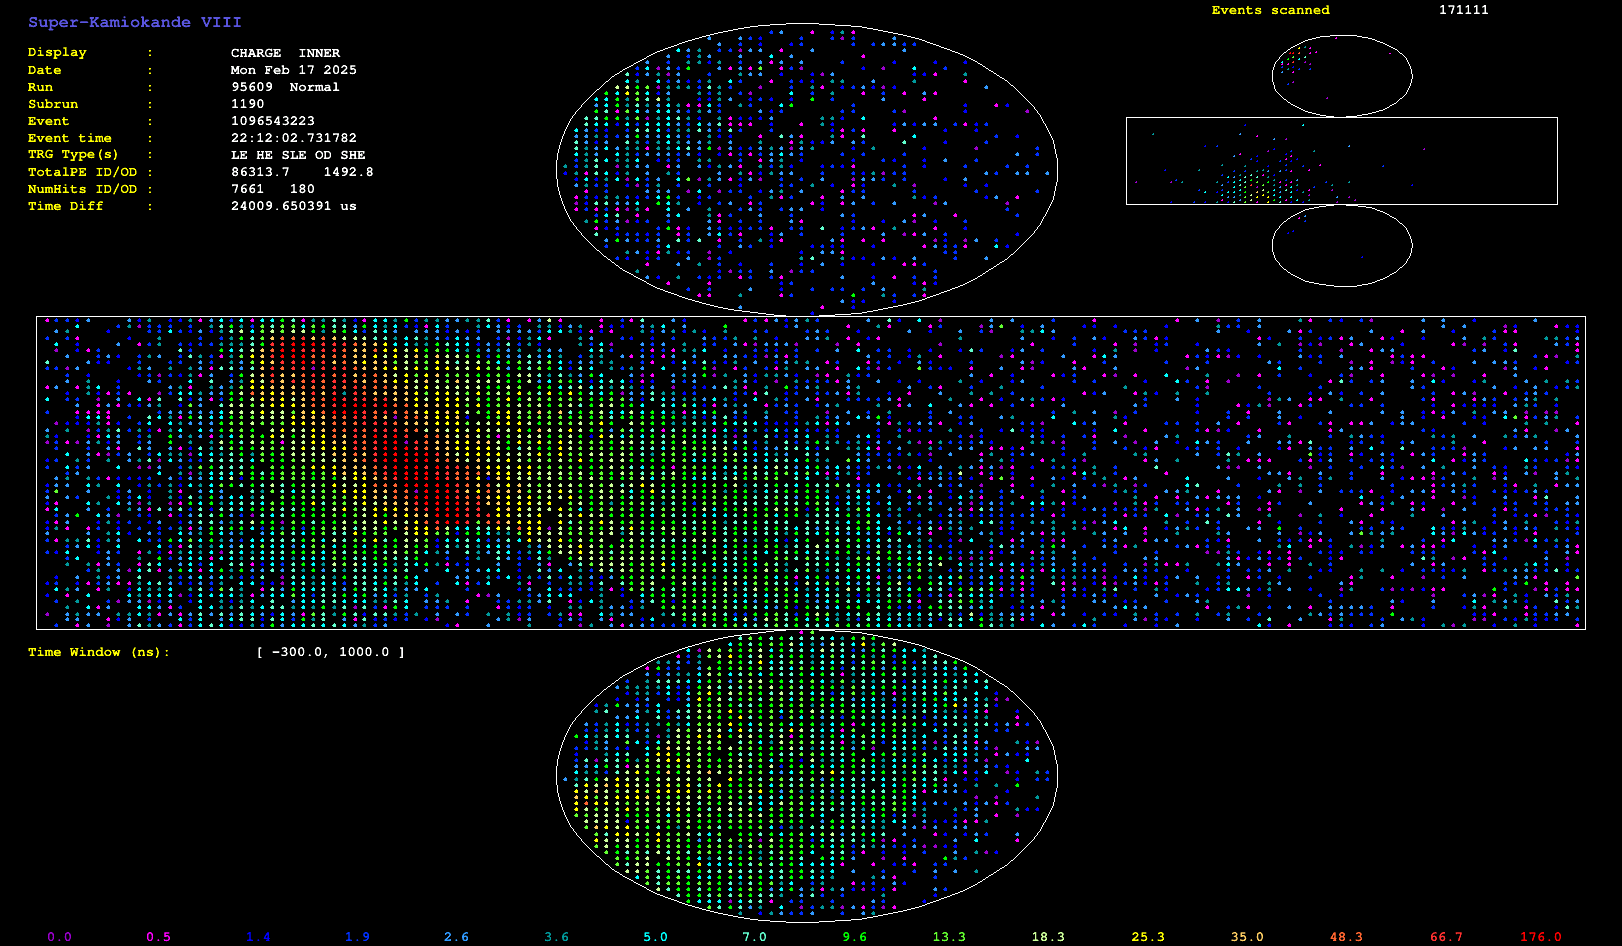 Super-Kamiokande VIII
Events scanned 171111
Display : CHARGE INNER
Date : Mon Feb 17 2025
Run : 95609 Normal
Subrun : 1190
Event : 1096543223
Event time : 22:12:02.731782
TRG Type(s) : LE HE SLE OD SHE
TotalPE ID/OD : 86313.7 1492.8
NumHits ID/OD : 7661 180
Time Diff : 24009.650391 us
Time Window (ns): [ -300.0, 1000.0 ]
0.0 0.5 1.4 1.9 2.6 3.6 5.0 7.0 9.6 13.3 18.3 25.3 35.0 48.3 66.7 176.0